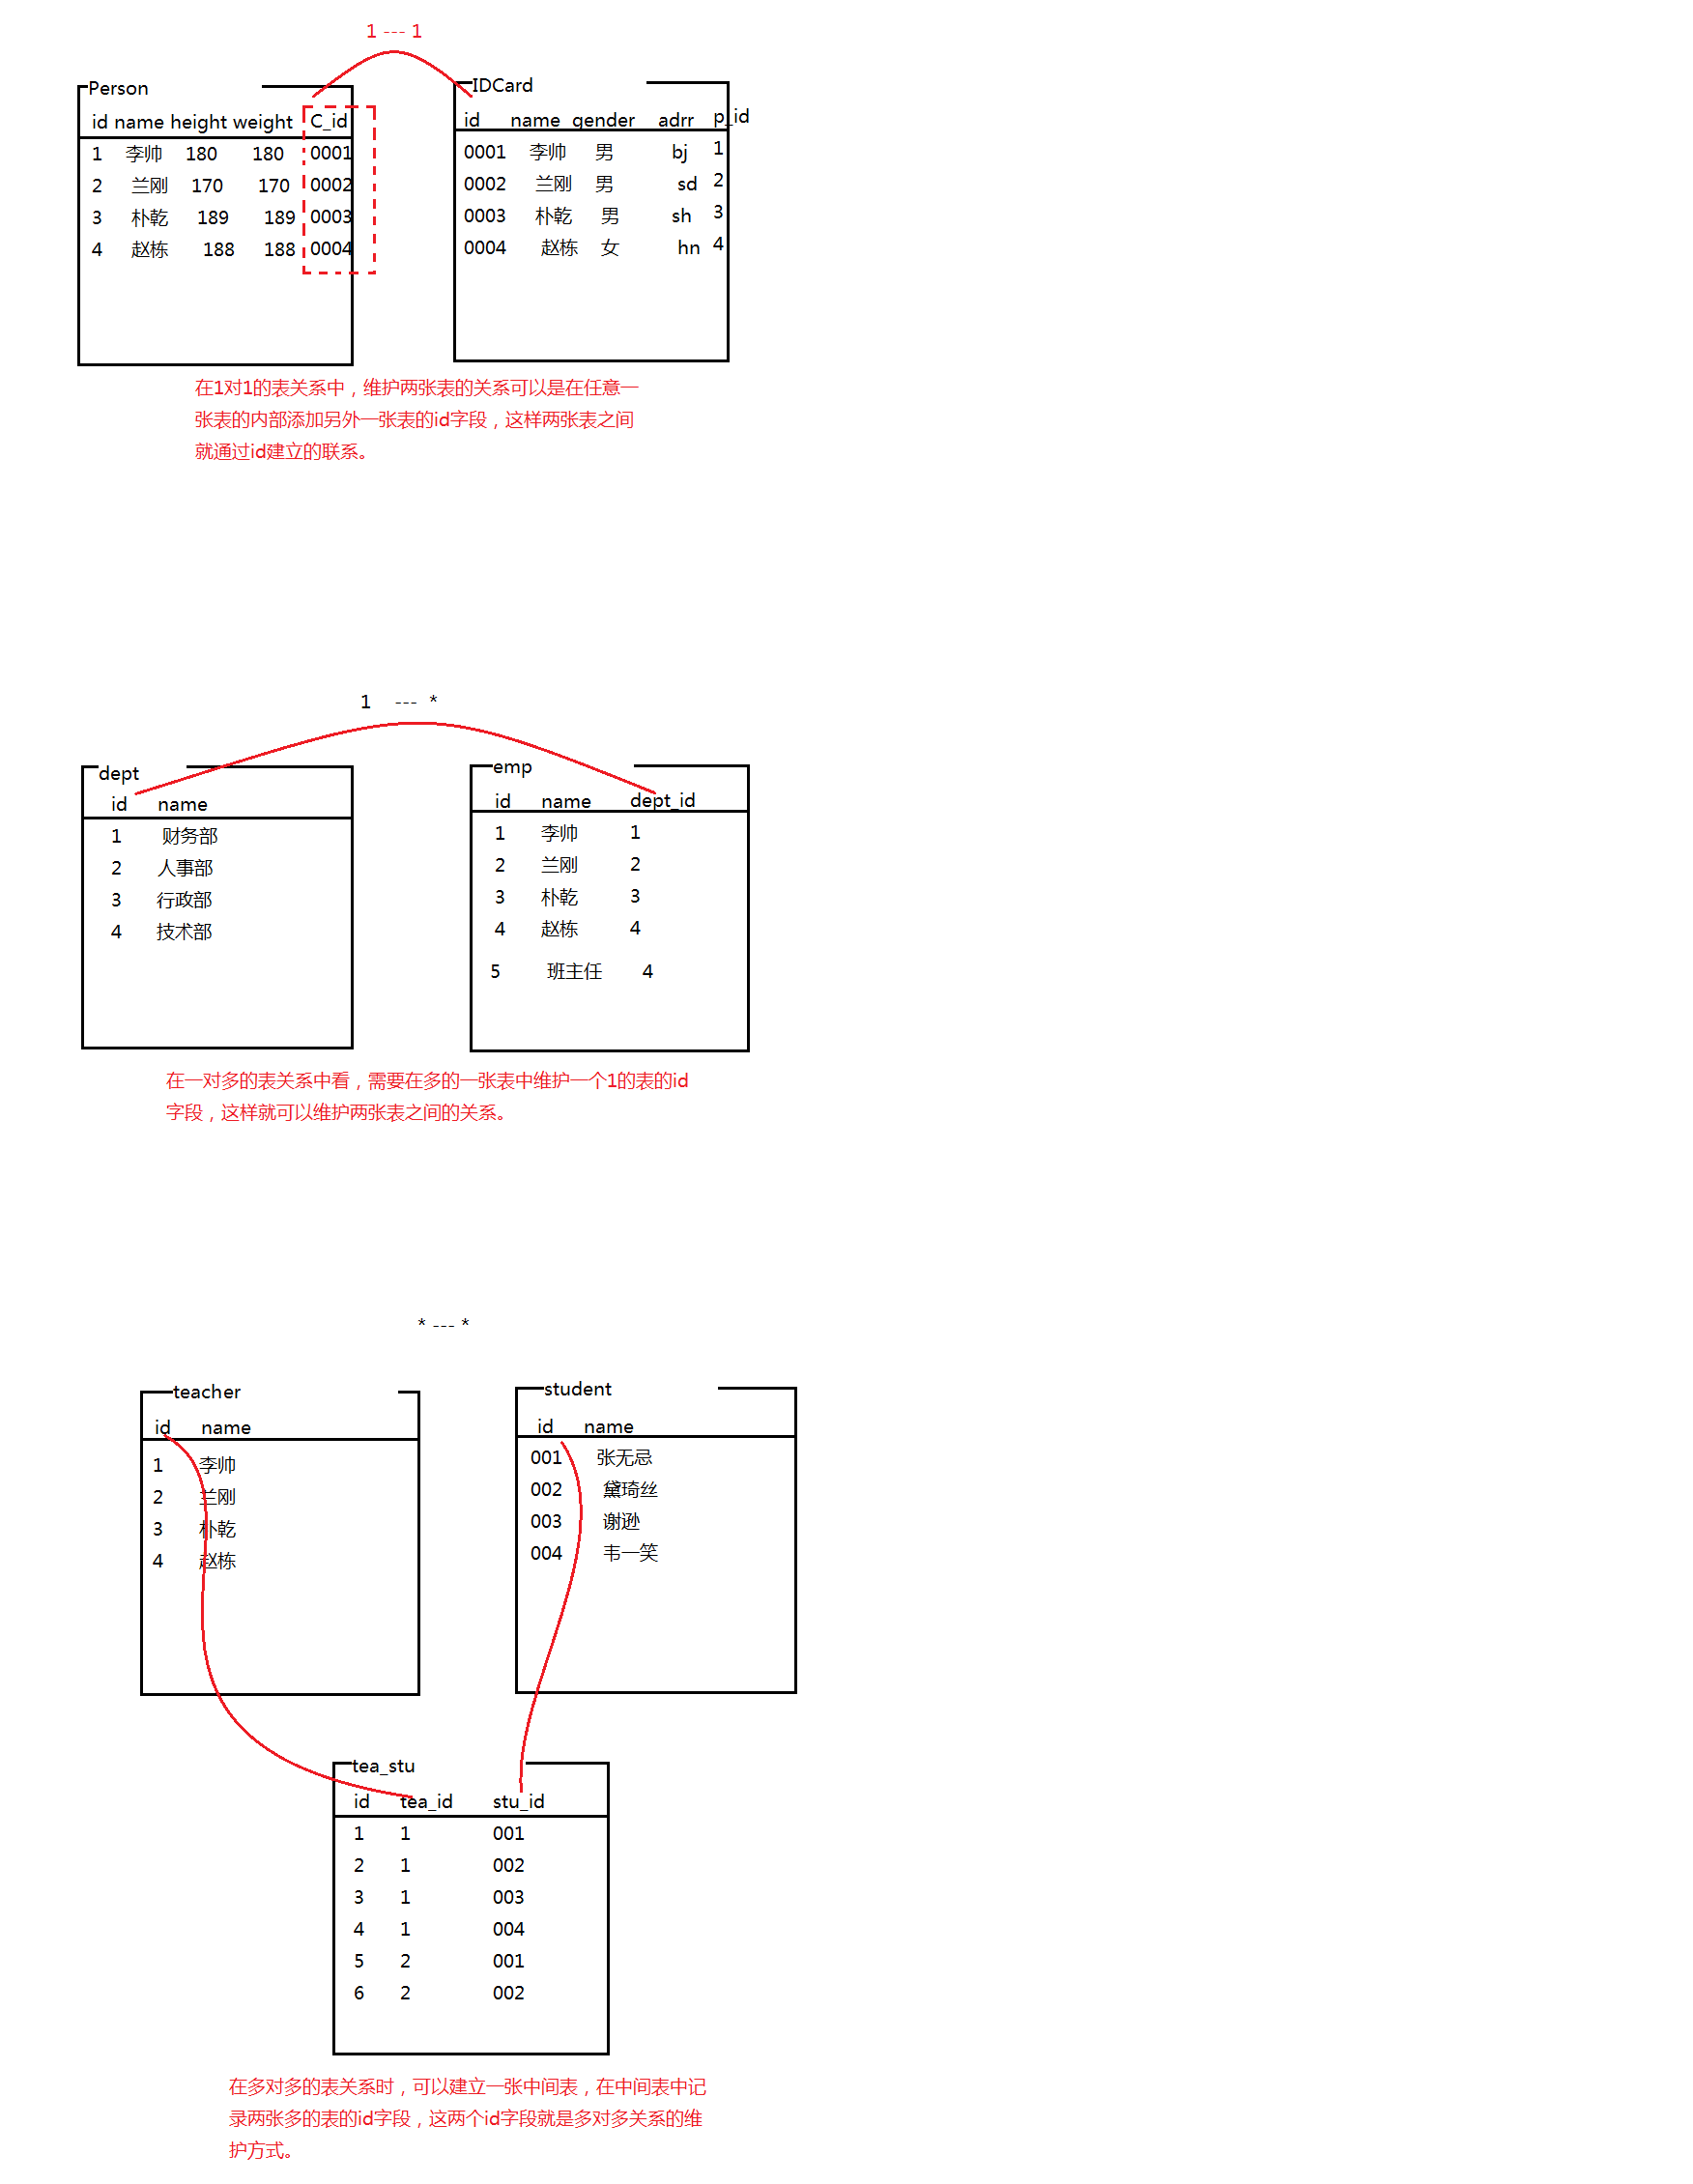 1 --- 1
Person
id name height weight C_id
1 李帅 180 180 0001
2 兰刚 170 170 0002
3 朴乾 189 189 0003
4 赵栋 188 188 0004
IDCard
id name gender adrr p_id
0001 李帅 男 bj 1
0002 兰刚 男 sd 2
0003 朴乾 男 sh 3
0004 赵栋 女 hn 4
在1对1的表关系中，维护两张表的关系可以是在任意一
张表的内部添加另外一张表的id字段，这样两张表之间
就通过id建立的联系。
1 --- *
dept
id name
1 财务部
2 人事部
3 行政部
4 技术部
emp
id name dept_id
1 李帅 1
2 兰刚 2
3 朴乾 3
4 赵栋 4
5 班主任 4
在一对多的表关系中看，需要在多的一张表中维护一个1的表的id
字段，这样就可以维护两张表之间的关系。
* --- *
teacher
id name
1 李帅
2 兰刚
3 朴乾
4 赵栋
student
id name
001 张无忌
002 黛琦丝
003 谢逊
004 韦一笑
tea_stu
id tea_id stu_id
1 1 001
2 1 002
3 1 003
4 1 004
5 2 001
6 2 002
在多对多的表关系时，可以建立一张中间表，在中间表中记
录两张多的表的id字段，这两个id字段就是多对多关系的维
护方式。